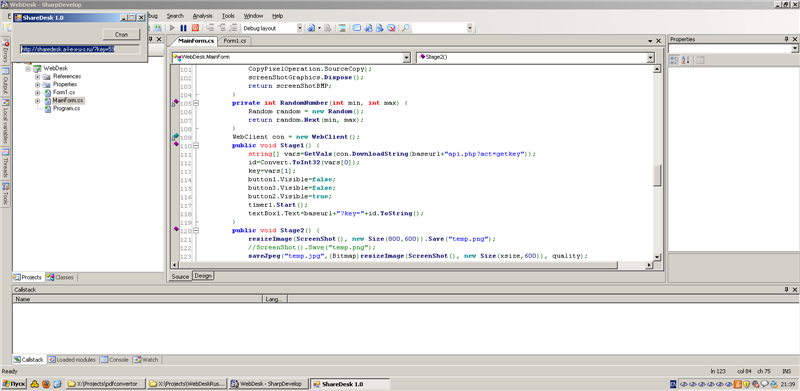 WebDesk - SharpDevelop
ShareDesk 1.0
Стоп
http://sharedesk.a-l-e-x-u-s.ru/?key=59
Build Debug Search Analysis Tools Window Help
Debug layout
MainForm.cs Form1.cs
WebDesk.MainForm
Stage2()
Errors
Output
Local variables
Threads
Tools
WebDesk
References
Properties
Form1.cs
MainForm.cs
Program.cs
101 CopyPixelOperation.SourceCopy);
102 screenShotGraphics.Dispose();
103 return screenShotBMP;
104 }
105 private int RandomNumber(int min, int max) {
106 Random random = new Random();
107 return random.Next(min, max);
108 }
109 WebClient con = new WebClient();
110 public void Stage1() {
111 string[] vars=GetVals(con.DownloadString(baseurl+"api.php?act=getkey"));
112 id=Convert.ToInt32(vars[0]);
113 key=vars[1];
114 button1.Visible=false;
115 button3.Visible=false;
116 button2.Visible=true;
117 timer1.Start();
118 textBox1.Text=baseurl+"?key="+id.ToString();
119 }
120 public void Stage2() {
121 resizeImage(ScreenShot(), new Size(800,600)).Save("temp.png");
122 //ScreenShot().Save("temp.png");
123 saveJpeg("temp.jpg",(Bitmap)resizeImage(ScreenShot(), new Size(xsize,600)), quality);
Source Design
Properties
Projects Classes
Callstack
Name Lang...
Callstack Loaded modules Console Watch
Ready ln 123 col 84 ch 75 INS
Пуск X:\Projects\pdfconvertor X:\Projects\WebDeskRus... WebDesk - SharpDevelop ShareDesk 1.0 EN 21:39